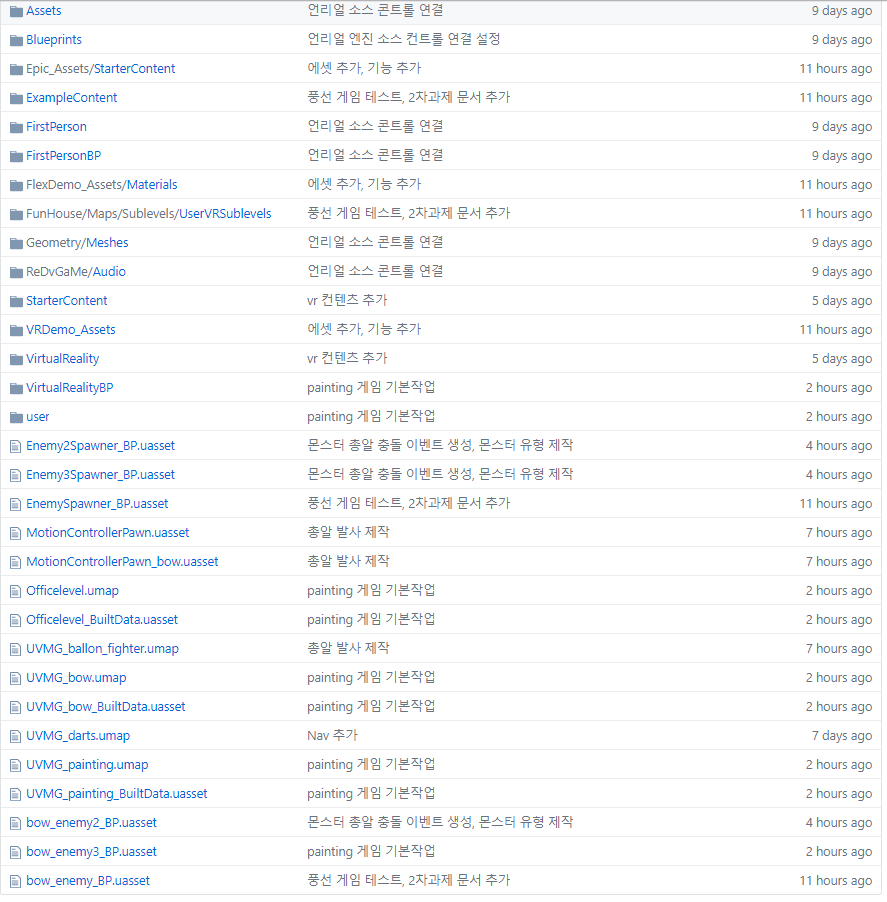 Assets 언리얼 소스 콘트롤 연결 9 days ago
Blueprints 언리얼 엔진 소스 컨트롤 연결 설정 9 days ago
Epic_Assets/StarterContent 에셋 추가, 기능 추가 11 hours ago
ExampleContent 풍선 게임 테스트, 2차과제 문서 추가 11 hours ago
FirstPerson 언리얼 소스 콘트롤 연결 9 days ago
FirstPersonBP 언리얼 소스 콘트롤 연결 9 days ago
FlexDemo_Assets/Materials 에셋 추가, 기능 추가 11 hours ago
FunHouse/Maps/Sublevels/UserVRSublevels 풍선 게임 테스트, 2차과제 문서 추가 11 hours ago
Geometry/Meshes 언리얼 소스 콘트롤 연결 9 days ago
ReDvGaMe/Audio 언리얼 소스 콘트롤 연결 9 days ago
StarterContent vr 컨텐츠 추가 5 days ago
VRDemo_Assets 에셋 추가, 기능 추가 11 hours ago
VirtualReality vr 컨텐츠 추가 5 days ago
VirtualRealityBP painting 게임 기본작업 2 hours ago
user painting 게임 기본작업 2 hours ago
Enemy2Spawner_BP.uasset 몬스터 총알 충돌 이벤트 생성, 몬스터 유형 제작 4 hours ago
Enemy3Spawner_BP.uasset 몬스터 총알 충돌 이벤트 생성, 몬스터 유형 제작 4 hours ago
EnemySpawner_BP.uasset 풍선 게임 테스트, 2차과제 문서 추가 11 hours ago
MotionControllerPawn.uasset 총알 발사 제작 7 hours ago
MotionControllerPawn_bow.uasset 총알 발사 제작 7 hours ago
Officelevel.umap painting 게임 기본작업 2 hours ago
Officelevel_BuiltData.uasset painting 게임 기본작업 2 hours ago
UVMG_ballon_fighter.umap 총알 발사 제작 7 hours ago
UVMG_bow.umap painting 게임 기본작업 2 hours ago
UVMG_bow_BuiltData.uasset painting 게임 기본작업 2 hours ago
UVMG_darts.umap Nav 추가 7 days ago
UVMG_painting.umap painting 게임 기본작업 2 hours ago
UVMG_painting_BuiltData.uasset painting 게임 기본작업 2 hours ago
bow_enemy2_BP.uasset 몬스터 총알 충돌 이벤트 생성, 몬스터 유형 제작 4 hours ago
bow_enemy3_BP.uasset painting 게임 기본작업 2 hours ago
bow_enemy_BP.uasset 풍선 게임 테스트, 2차과제 문서 추가 11 hours ago